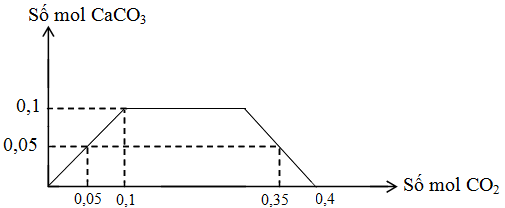 Số mol CaCO₃
0,1
0,05
0,05 0,1 0,35 0,4 Số mol CO₂